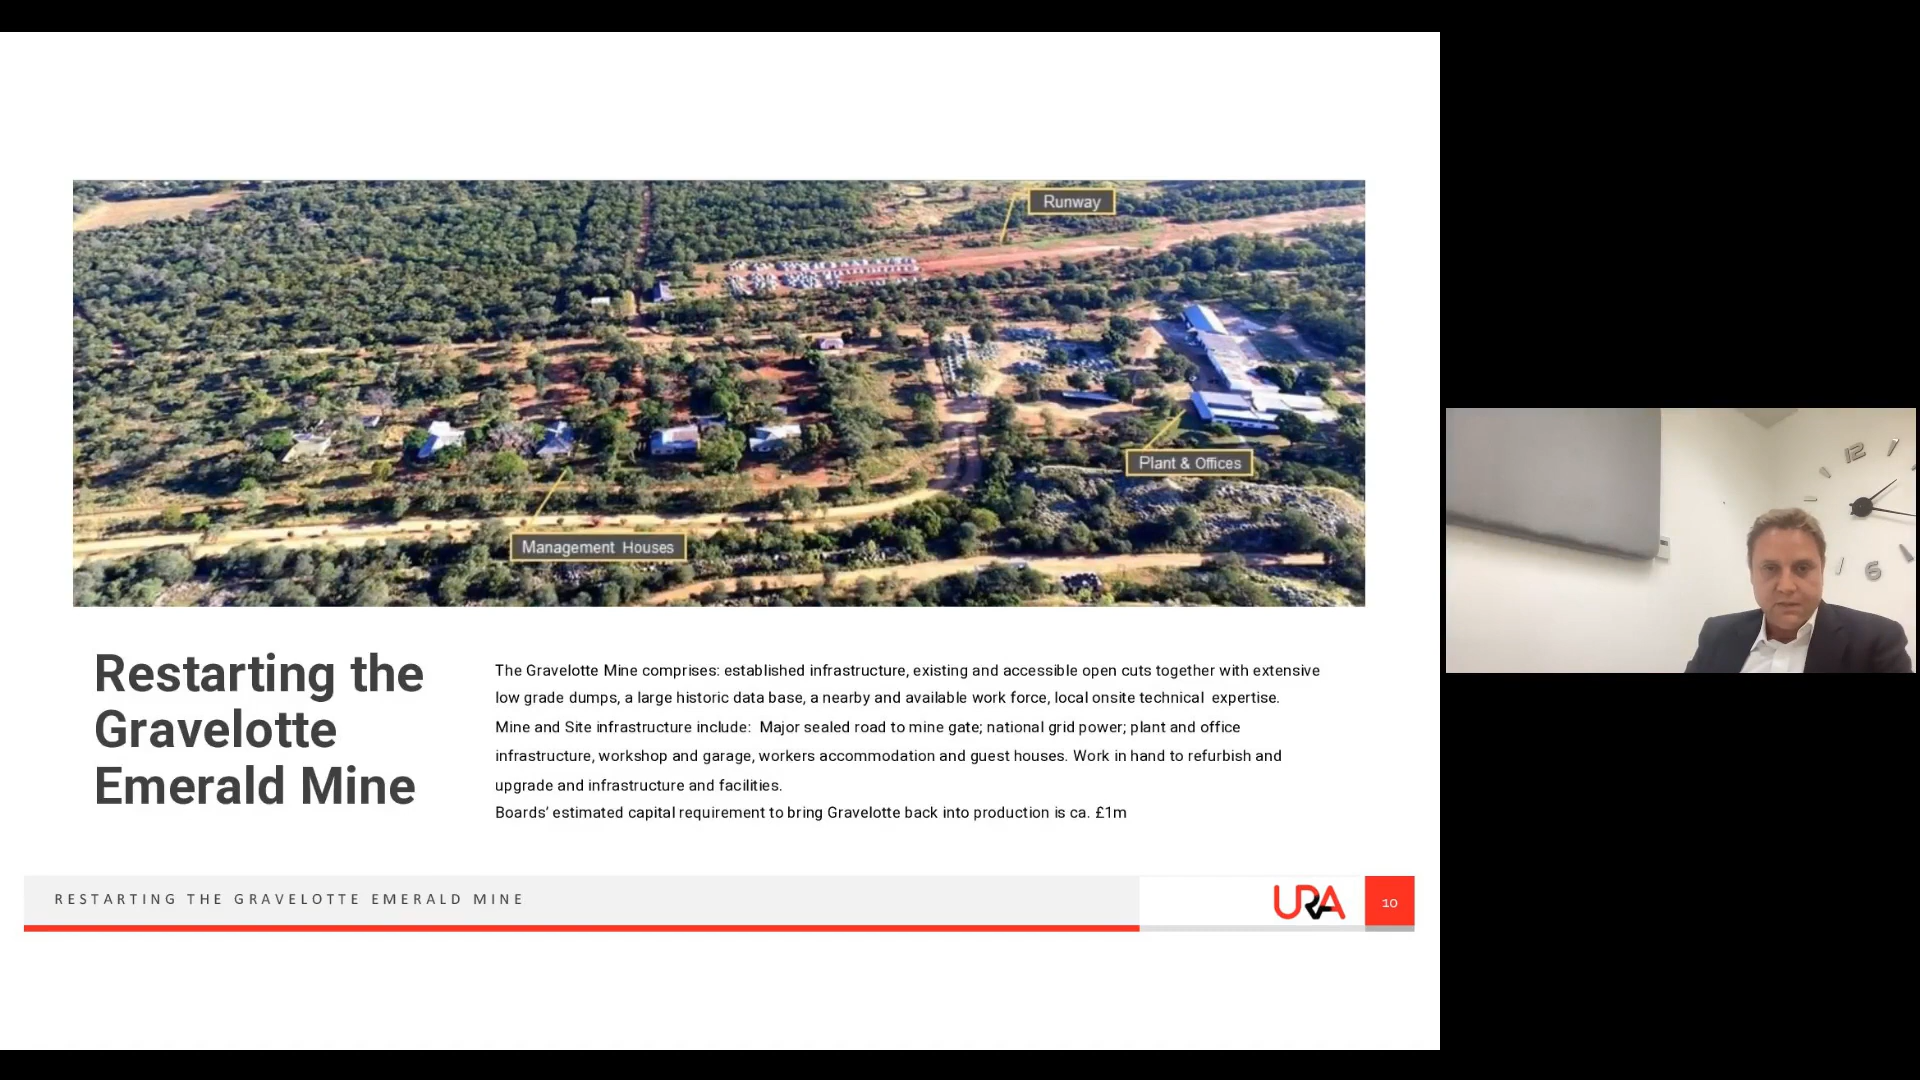 Runway
Plant & Offices
Management Houses
12
6
Restarting the
Gravelotte
Emerald Mine
The Gravelotte Mine comprises: established infrastructure, existing and accessible open cuts together with extensive
low grade dumps, a large historic data base, a nearby and available work force, local onsite technical expertise.
Mine and Site infrastructure include: Major sealed road to mine gate; national grid power; plant and office
infrastructure, workshop and garage, workers accommodation and guest houses. Work in hand to refurbish and
upgrade and infrastructure and facilities.
Boards’ estimated capital requirement to bring Gravelotte back into production is ca. £1m
RESTARTING THE GRAVELOTTE EMERALD MINE
URA
10